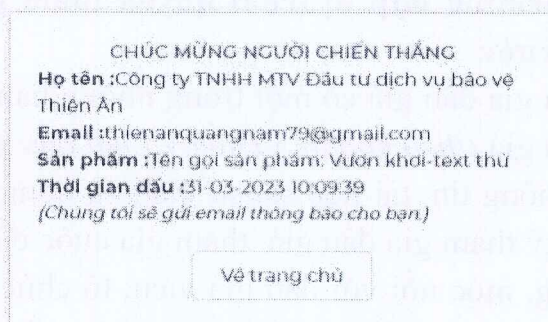 CHÚC MỪNG NGƯỜI CHIẾN THẮNG
Họ tên :Công ty TNHH MTV Đầu tư dịch vụ bảo vệ
Thiên Ân
Email :thienanquangnam79@gmail.com
Sản phẩm :Tên gọi sản phẩm: Vườn khơi-text thử
Thời gian đấu :31-03-2023 10:09:39
(Chúng tôi sẽ gửi email thông báo cho bạn.)
Về trang chủ